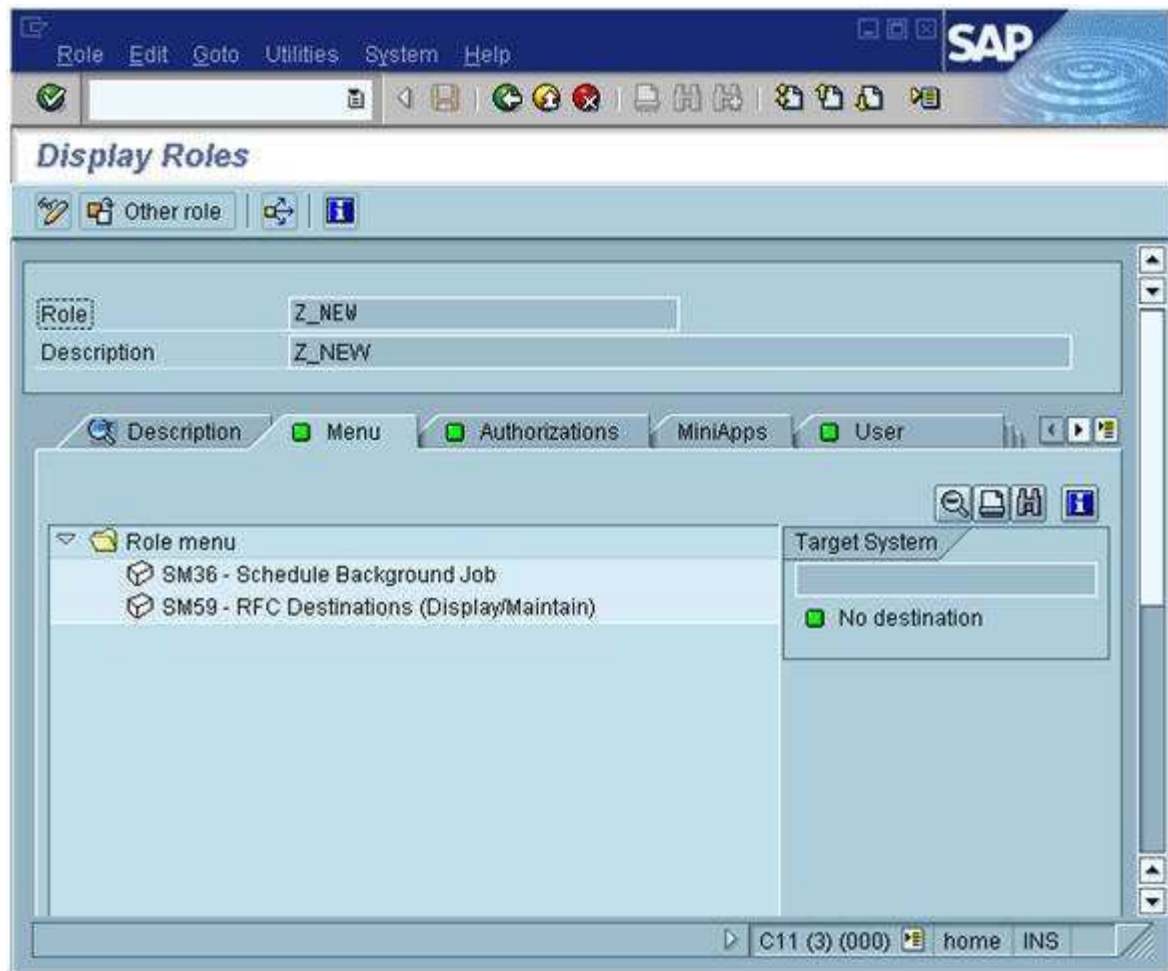 Role Edit Goto Utilities System Help
SAP
Display Roles
Other role
Role Z_NEW
Description Z_NEW
Description Menu Authorizations MiniApps User
Role menu
SM36 - Schedule Background Job
SM59 - RFC Destinations (Display/Maintain)
Target System
No destination
C11 (3) (000) home INS